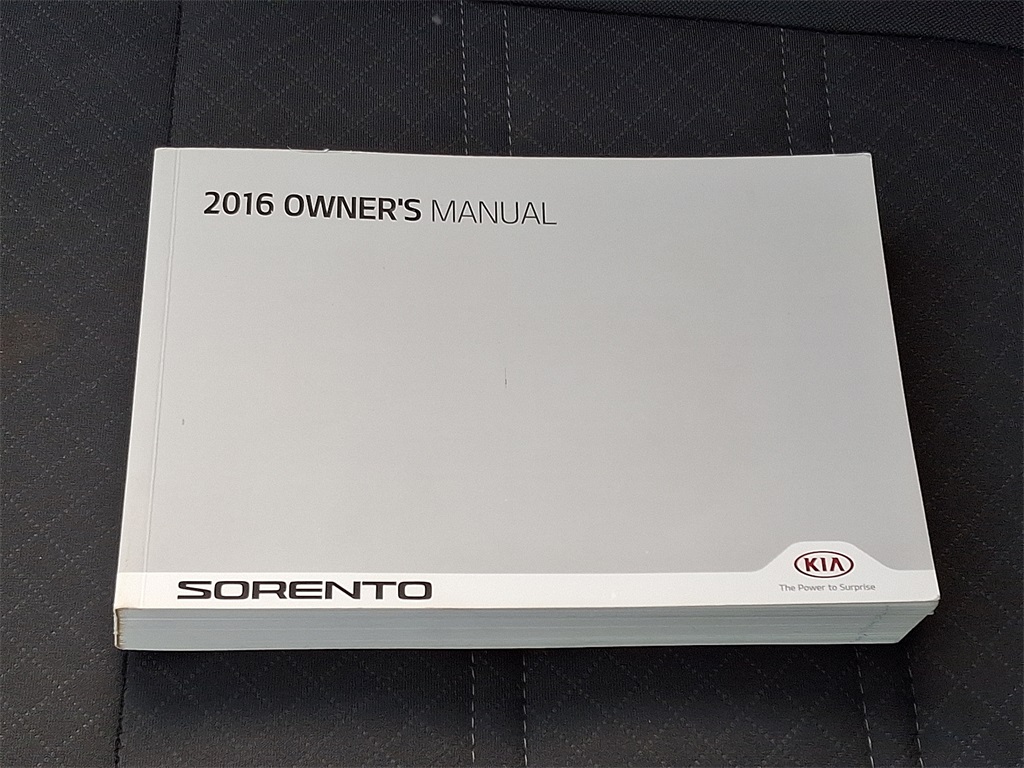 2016 OWNER'S MANUAL
SORENTO
KIA
The Power to Surprise